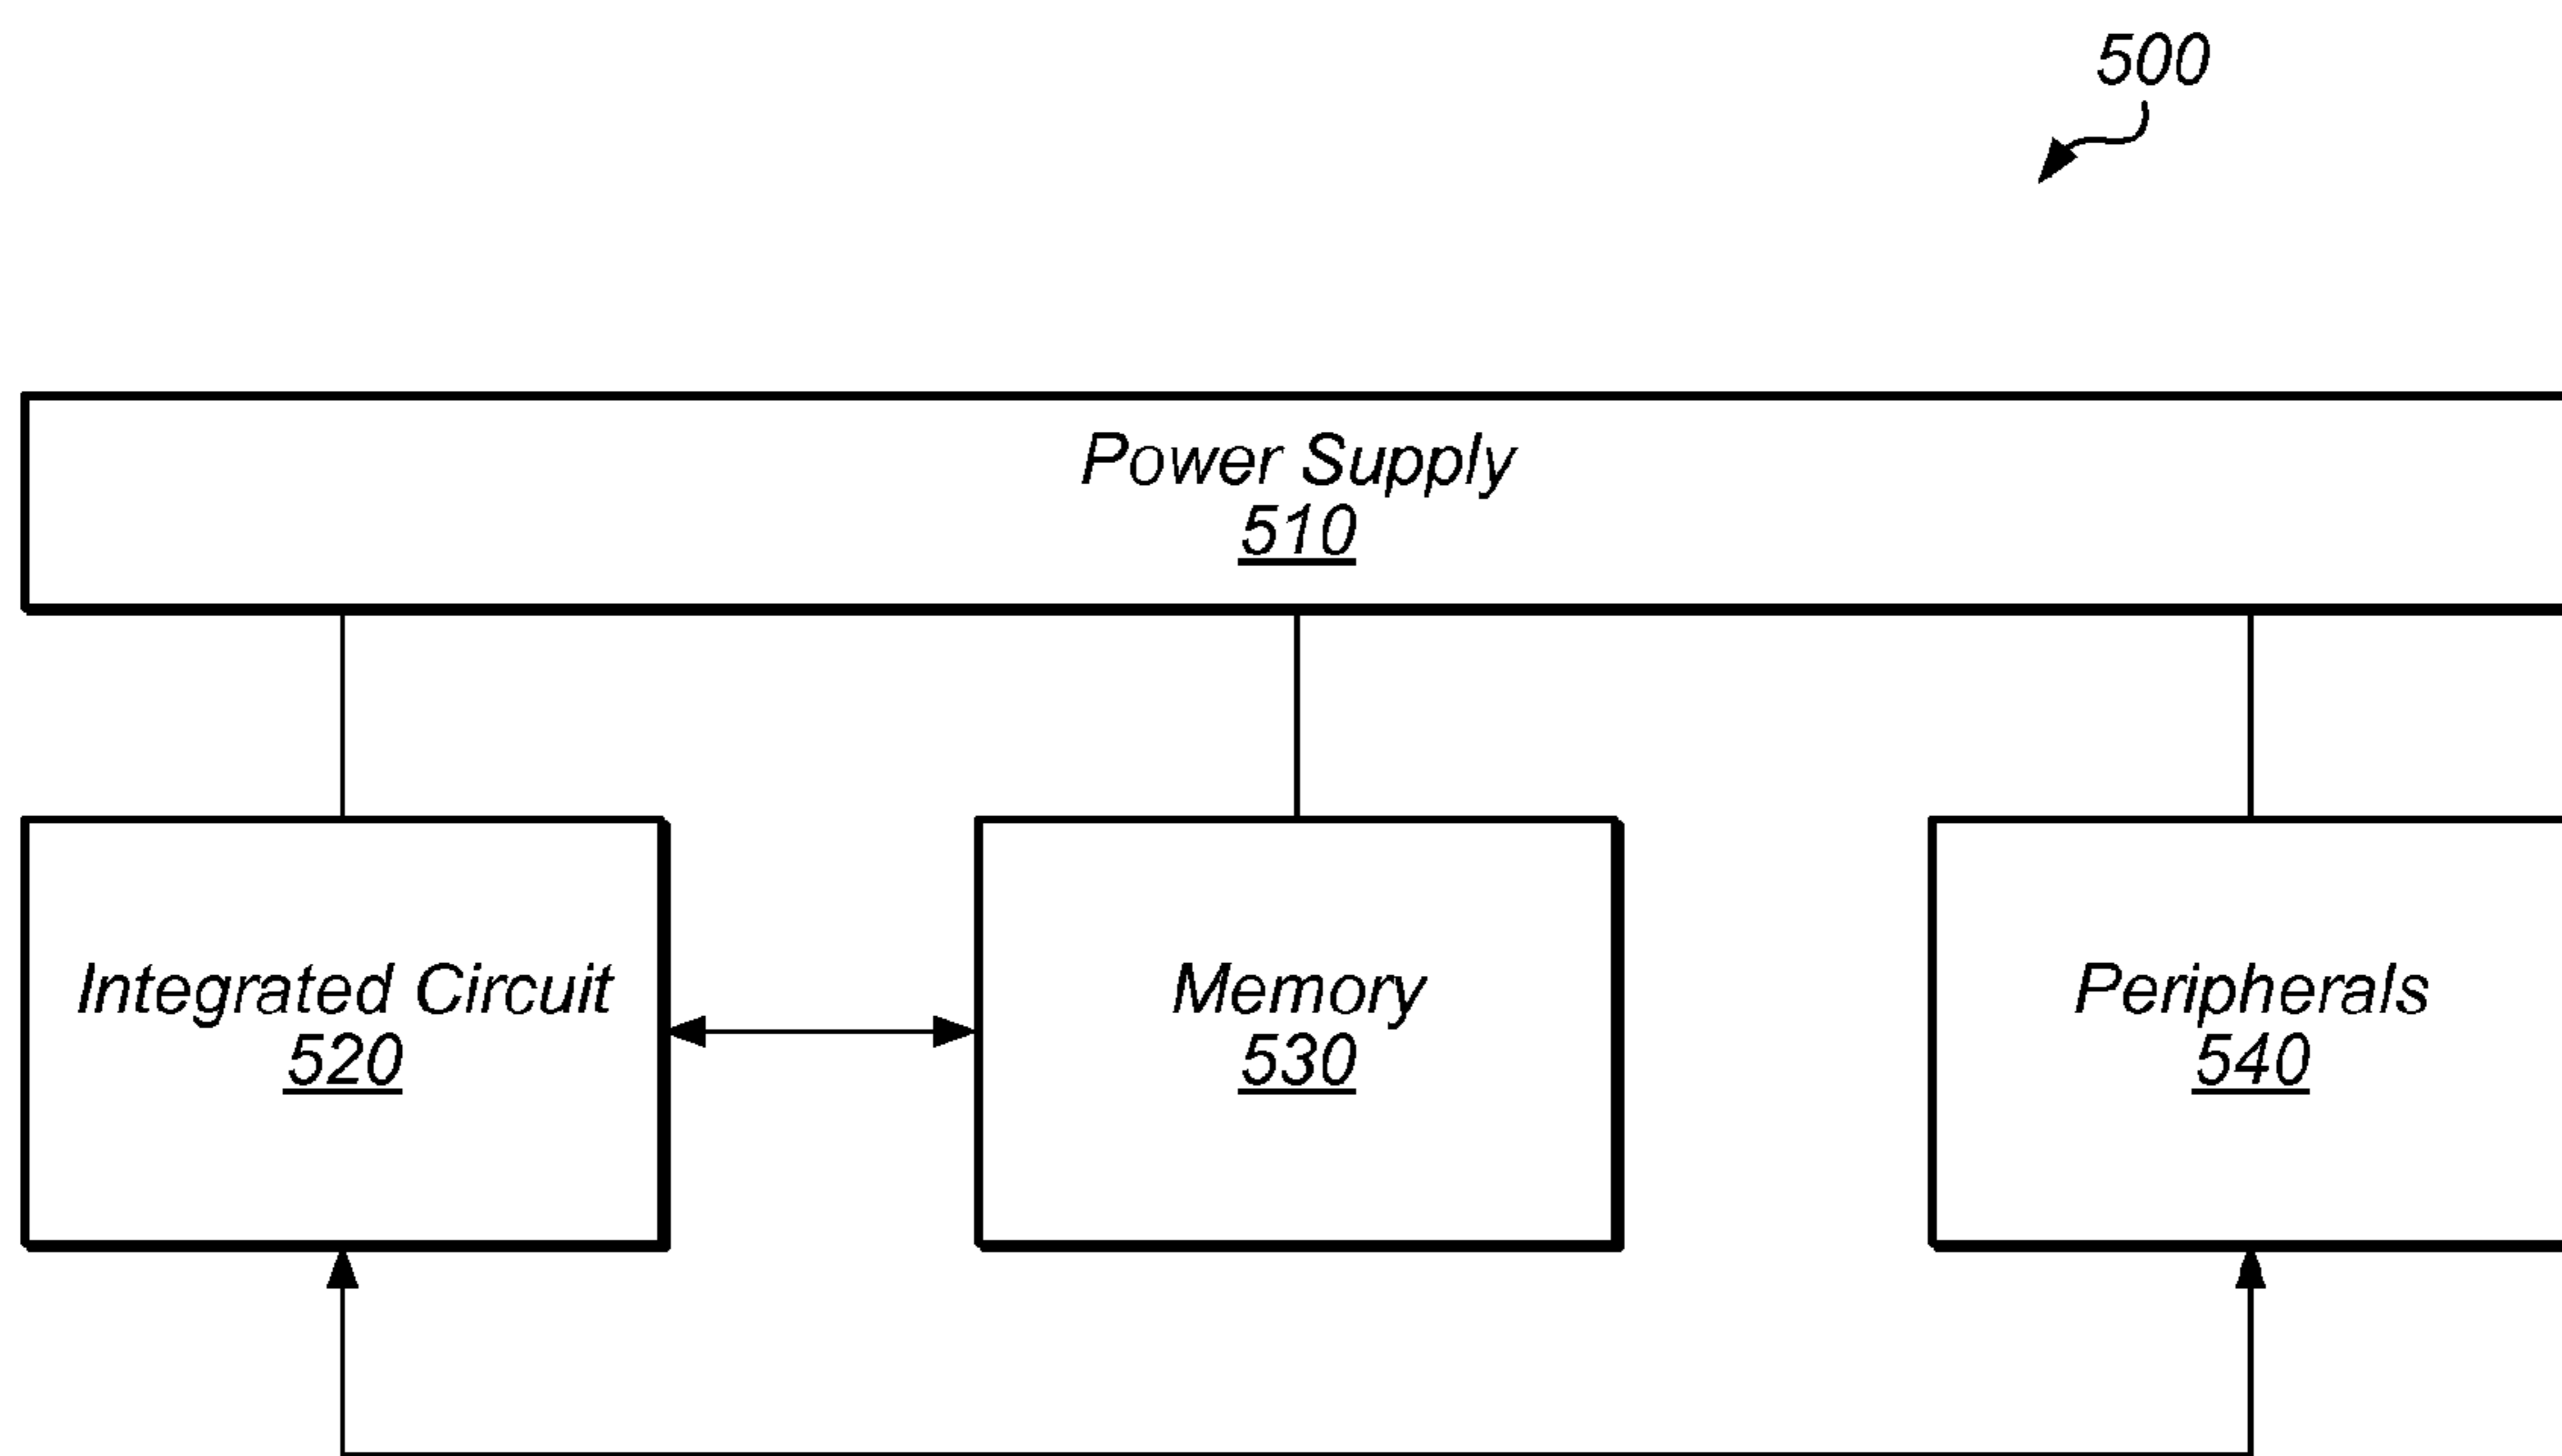 500
Power Supply
510
Integrated Circuit
520
Memory
530
Peripherals
540